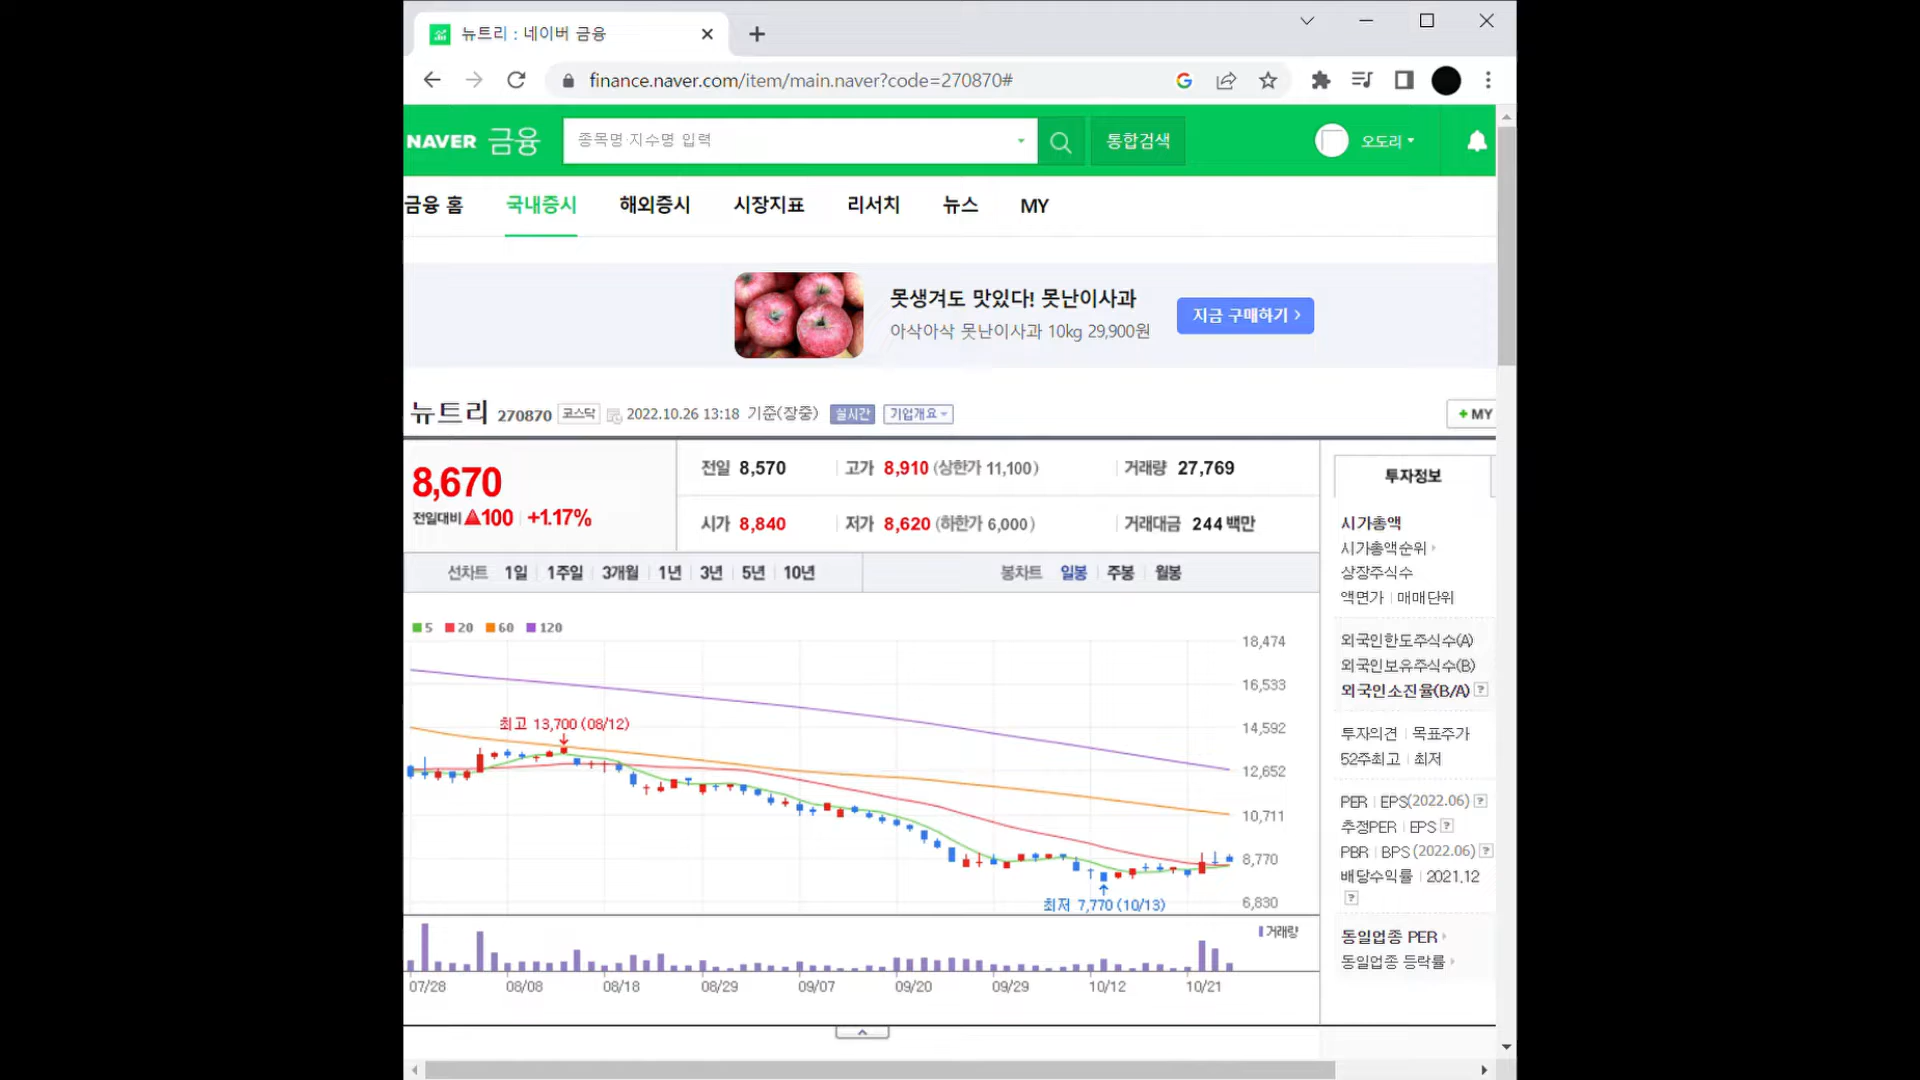 뉴트리 : 네이버 금융
finance.naver.com/item/main.naver?code=270870#
NAVER 금융 종목명·지수명 입력 통합검색 오도리
금융 홈 국내증시 해외증시 시장지표 리서치 뉴스 MY
못생겨도 맛있다! 못난이사과
아삭아삭 못난이사과 10kg 29,900원
지금 구매하기 >
뉴트리 270870 코스닥 2022.10.26 13:18 기준(장중) 실시간 기업개요 + MY
8,670
전일대비 ▲100 +1.17%
전일 8,570 고가 8,910 (상한가 11,100) 거래량 27,769
시가 8,840 저가 8,620 (하한가 6,000) 거래대금 244 백만
선차트 1일 1주일 3개월 1년 3년 5년 10년 봉차트 일봉 주봉 월봉
5 20 60 120
18,474
16,533
14,592
12,652
10,711
8,770
6,830
최고 13,700 (08/12)
최저 7,770 (10/13)
거래량
07/28 08/08 08/18 08/29 09/07 09/20 09/29 10/12 10/21
투자정보
시가총액
시가총액순위
상장주식수
액면가 | 매매단위
외국인한도주식수(A)
외국인보유주식수(B)
외국인소진율(B/A) ?
투자의견 | 목표주가
52주최고 | 최저
PER | EPS(2022.06) ?
추정PER | EPS ?
PBR | BPS (2022.06) ?
배당수익률 | 2021.12
?
동일업종 PER
동일업종 등락률